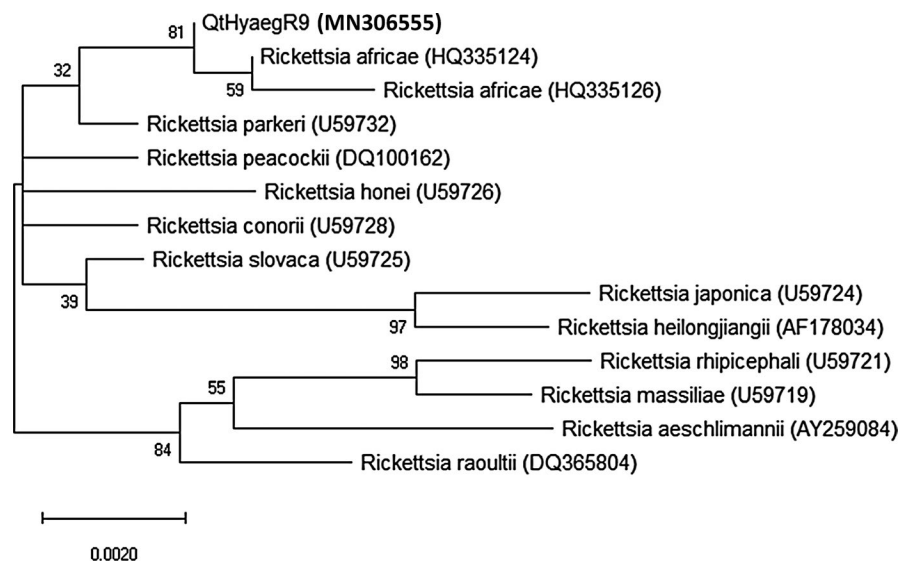 81 QtHyaegR9 (MN306555)
Rickettsia africae (HQ335124)
32
59 Rickettsia africae (HQ335126)
Rickettsia parkeri (U59732)
Rickettsia peacockii (DQ100162)
Rickettsia honei (U59726)
Rickettsia conorii (U59728)
Rickettsia slovaca (U59725)
39
Rickettsia japonica (U59724)
97 Rickettsia heilongjiangii (AF178034)
98 Rickettsia rhipicephali (U59721)
55
Rickettsia massiliae (U59719)
Rickettsia aeschlimannii (AY259084)
84
Rickettsia raoultii (DQ365804)
0.0020